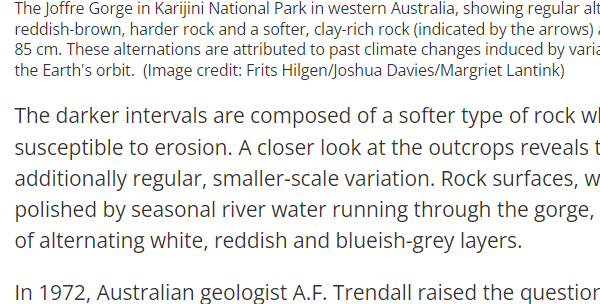 The Joffre Gorge in Karijini National Park in western Australia, showing regular
reddish-brown, harder rock and a softer, clay-rich rock (indicated by the arrows)
85 cm. These alternations are attributed to past climate changes induced by
the Earth's orbit. (Image credit: Frits Hilgen/Joshua Davies/Margriet Lantink)
The darker intervals are composed of a softer type of rock
susceptible to erosion. A closer look at the outcrops reveals
additionally regular, smaller-scale variation. Rock surfaces,
polished by seasonal river water running through the gorge,
of alternating white, reddish and blueish-grey layers.
In 1972, Australian geologist A.F. Trendall raised the question